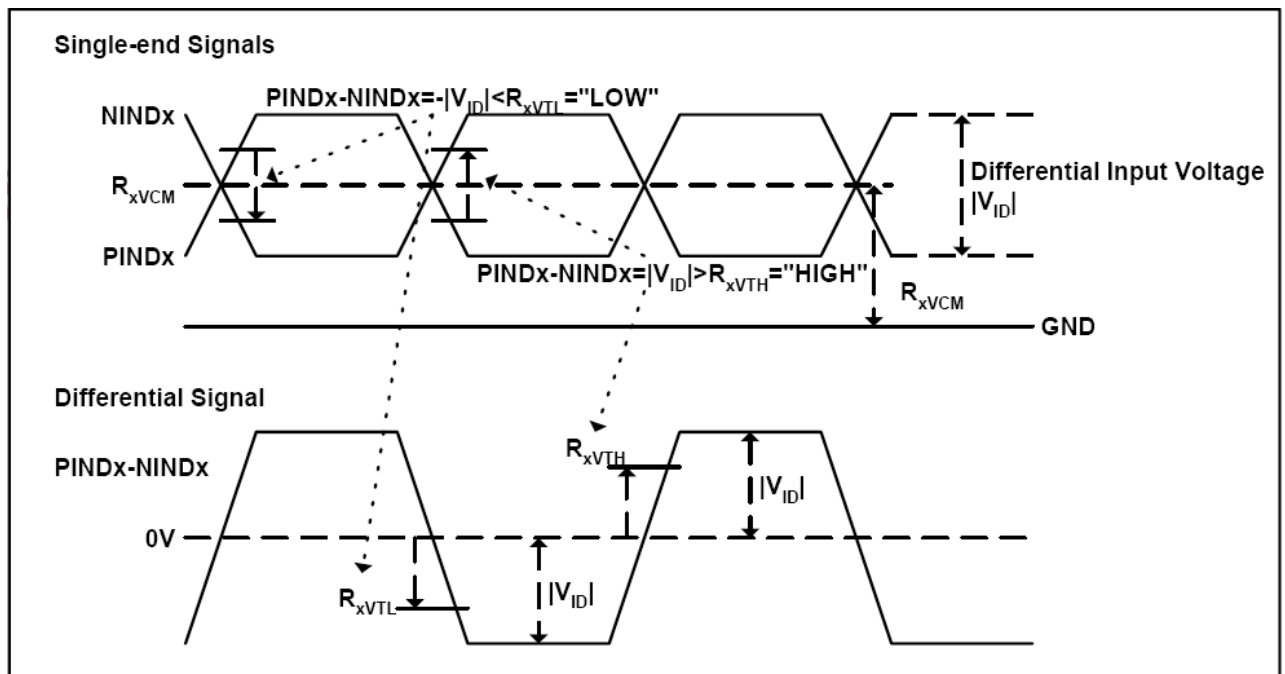 Single-end Signals
PINDx-NINDx=-|VID|<RxVTL="LOW"
NINDx
RxVCM
Differential Input Voltage
|VID|
PINDx
PINDx-NINDx=|VID|>RxVTH="HIGH"
RxVCM
GND
Differential Signal
RxVTH
PINDx-NINDx
|VID|
0V
RxVTL
|VID|